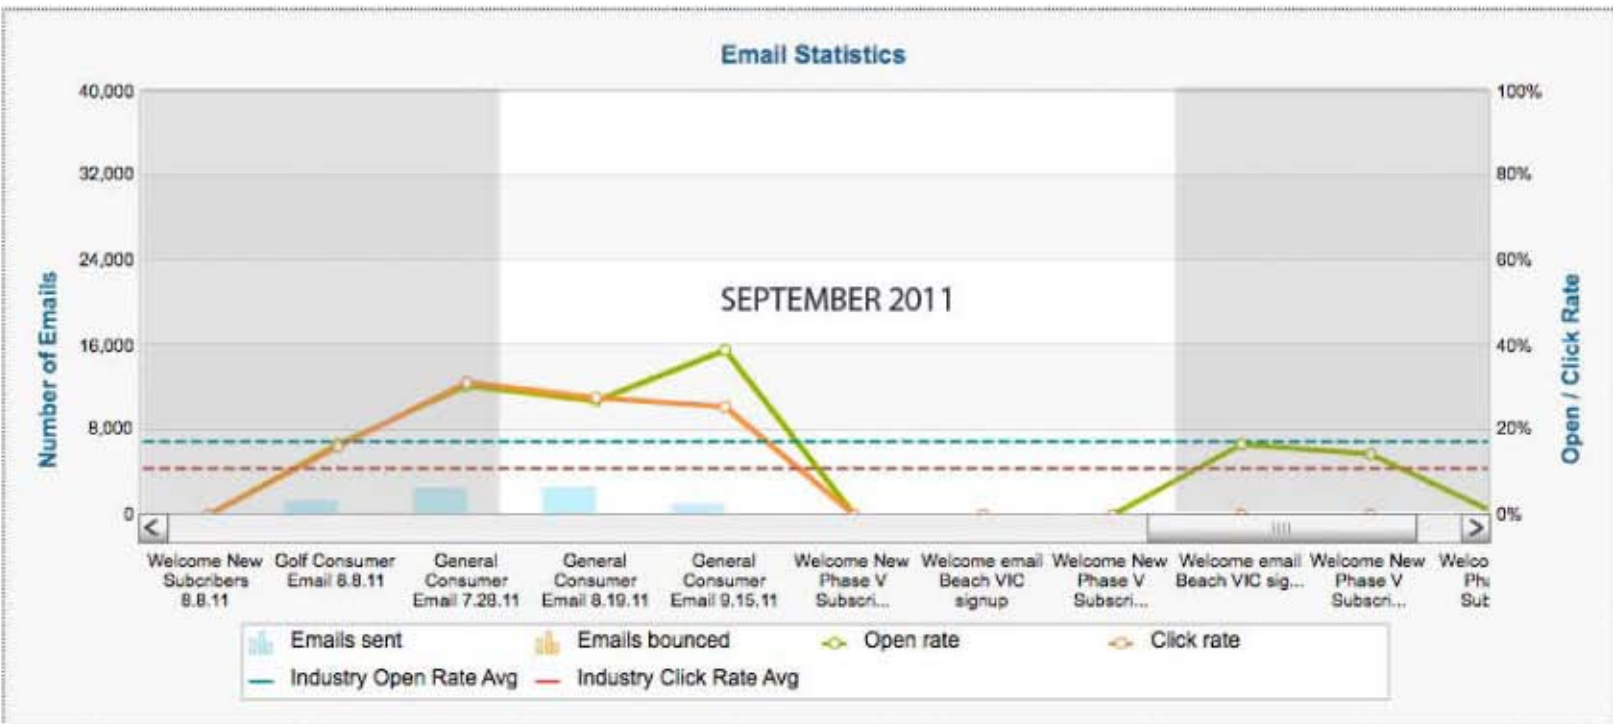 Email Statistics
40,000
32,000
24,000
16,000
8,000
0
Number of Emails
100%
80%
60%
40%
20%
0%
Open / Click Rate
SEPTEMBER 2011
Welcome New
Subcribers
8.8.11
Golf Consumer
Email 8.8.11
General
Consumer
Email 7.28.11
General
Consumer
Email 8.19.11
General
Consumer
Email 9.15.11
Welcome New
Phase V
Subscri...
Welcome email
Beach VIC
signup
Welcome New
Phase V
Subscri...
Welcome email
Beach VIC sig...
Welcome New
Phase V
Subscri...
Welco
Pha
Sut
Emails sent
Emails bounced
Open rate
Click rate
Industry Open Rate Avg
Industry Click Rate Avg